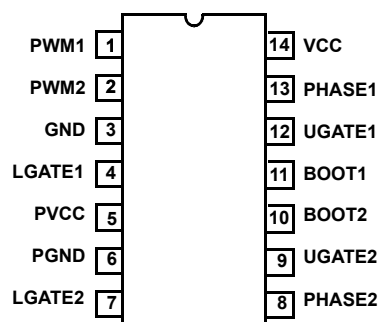 PWM1 1 14 VCC
PWM2 2 13 PHASE1
GND 3 12 UGATE1
LGATE1 4 11 BOOT1
PVCC 5 10 BOOT2
PGND 6 9 UGATE2
LGATE2 7 8 PHASE2